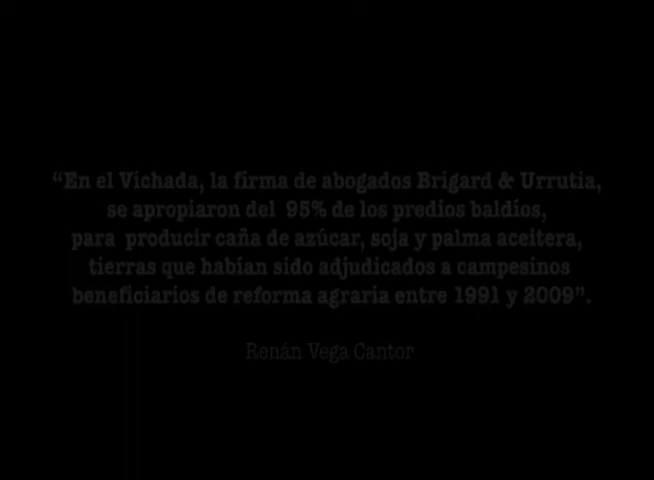 “En el Vichada, la firma de abogados Brigard & Urrutia,
se apropiaron del 95% de los predios baldíos,
para producir caña de azúcar, soja y palma aceitera,
tierras que habían sido adjudicados a campesinos
beneficiarios de reforma agraria entre 1991 y 2009”.
Renán Vega Cantor